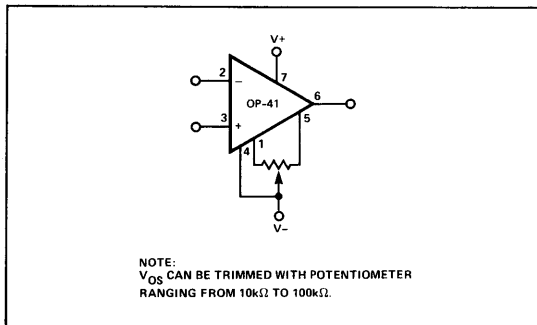 V+
7
2
−
OP-41
6
3
+
5
4
1
V−
NOTE:
VOS CAN BE TRIMMED WITH POTENTIOMETER
RANGING FROM 10kΩ TO 100kΩ.